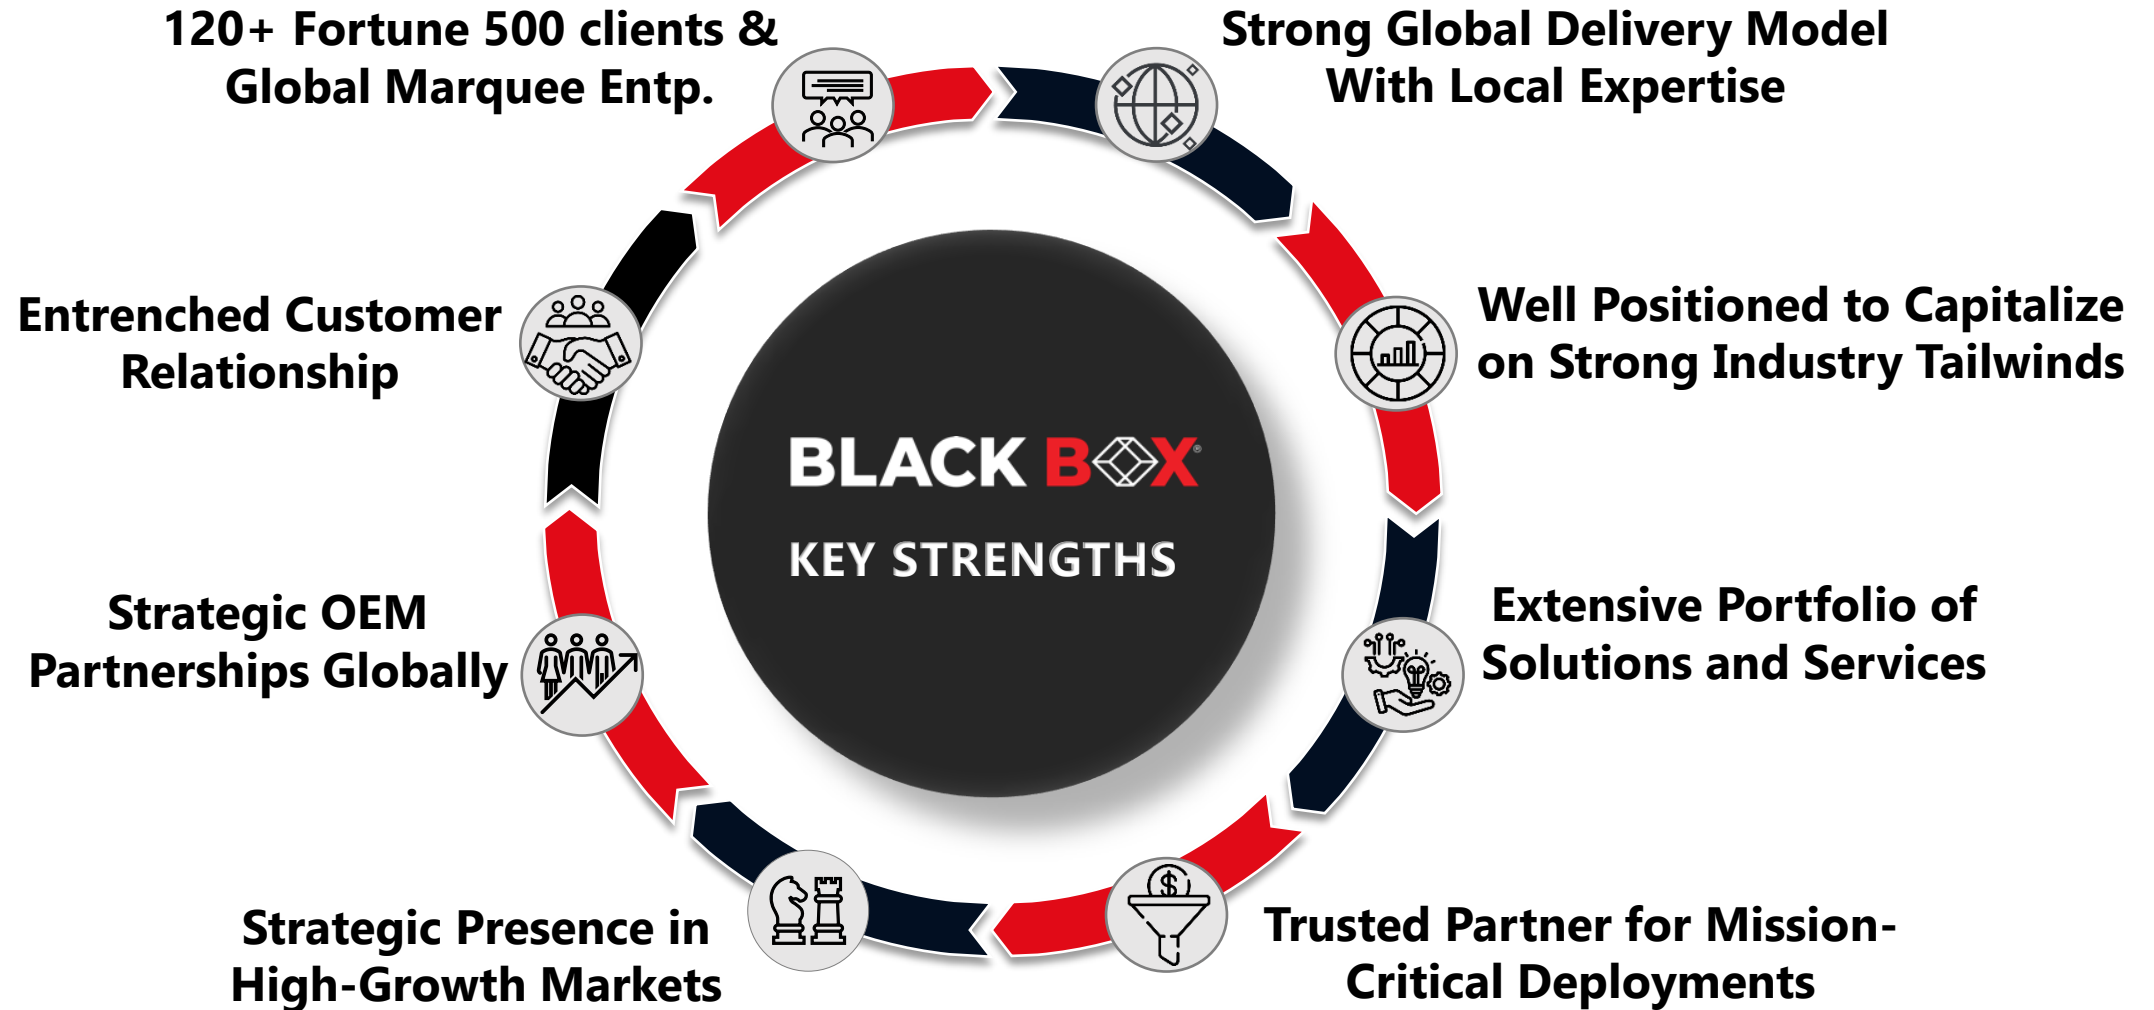 120+ Fortune 500 clients &
Global Marquee Entp.
Strong Global Delivery Model
With Local Expertise
Entrenched Customer
Relationship
Well Positioned to Capitalize
on Strong Industry Tailwinds
BLACK BOX®
KEY STRENGTHS
Strategic OEM
Partnerships Globally
Extensive Portfolio of
Solutions and Services
Strategic Presence in
High-Growth Markets
Trusted Partner for Mission-
Critical Deployments
$